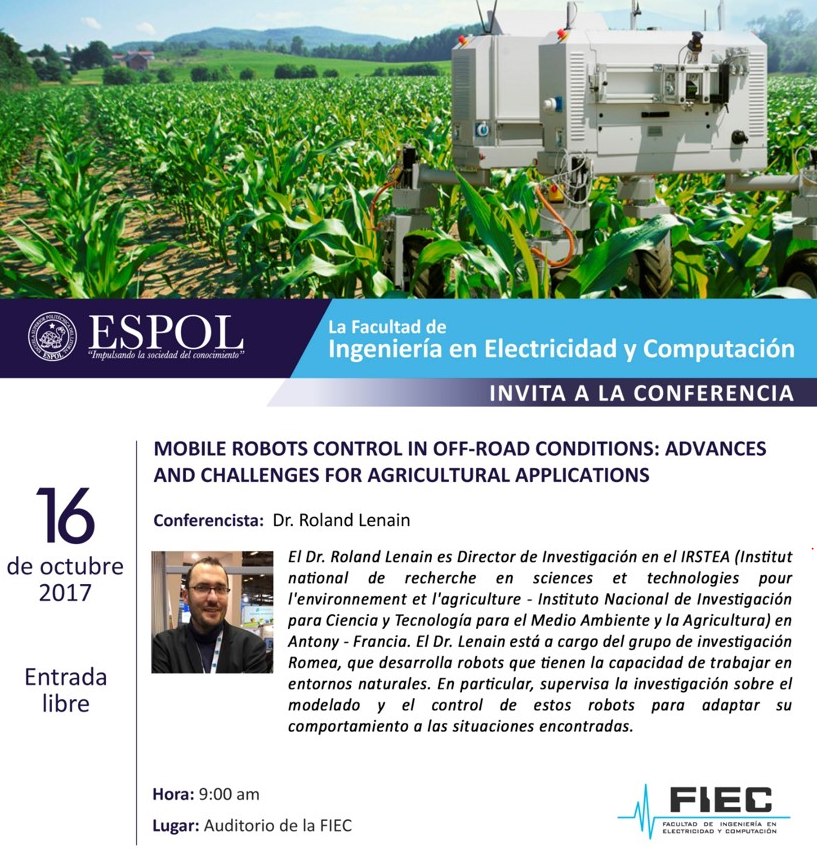 ESPOL
"Impulsando la sociedad del conocimiento"
La Facultad de
Ingeniería en Electricidad y Computación
INVITA A LA CONFERENCIA
16
de octubre
2017
Entrada
libre
MOBILE ROBOTS CONTROL IN OFF-ROAD CONDITIONS: ADVANCES
AND CHALLENGES FOR AGRICULTURAL APPLICATIONS
Conferencista: Dr. Roland Lenain
El Dr. Roland Lenain es Director de Investigación en el IRSTEA (Institut
national de recherche en sciences et technologies pour
l'environnement et l'agriculture - Instituto Nacional de Investigación
para Ciencia y Tecnología para el Medio Ambiente y la Agricultura) en
Antony - Francia. El Dr. Lenain está a cargo del grupo de investigación
Romea, que desarrolla robots que tienen la capacidad de trabajar en
entornos naturales. En particular, supervisa la investigación sobre el
modelado y el control de estos robots para adaptar su
comportamiento a las situaciones encontradas.
Hora: 9:00 am
Lugar: Auditorio de la FIEC
FIEC
FACULTAD DE INGENIERÍA EN
ELECTRICIDAD Y COMPUTACIÓN